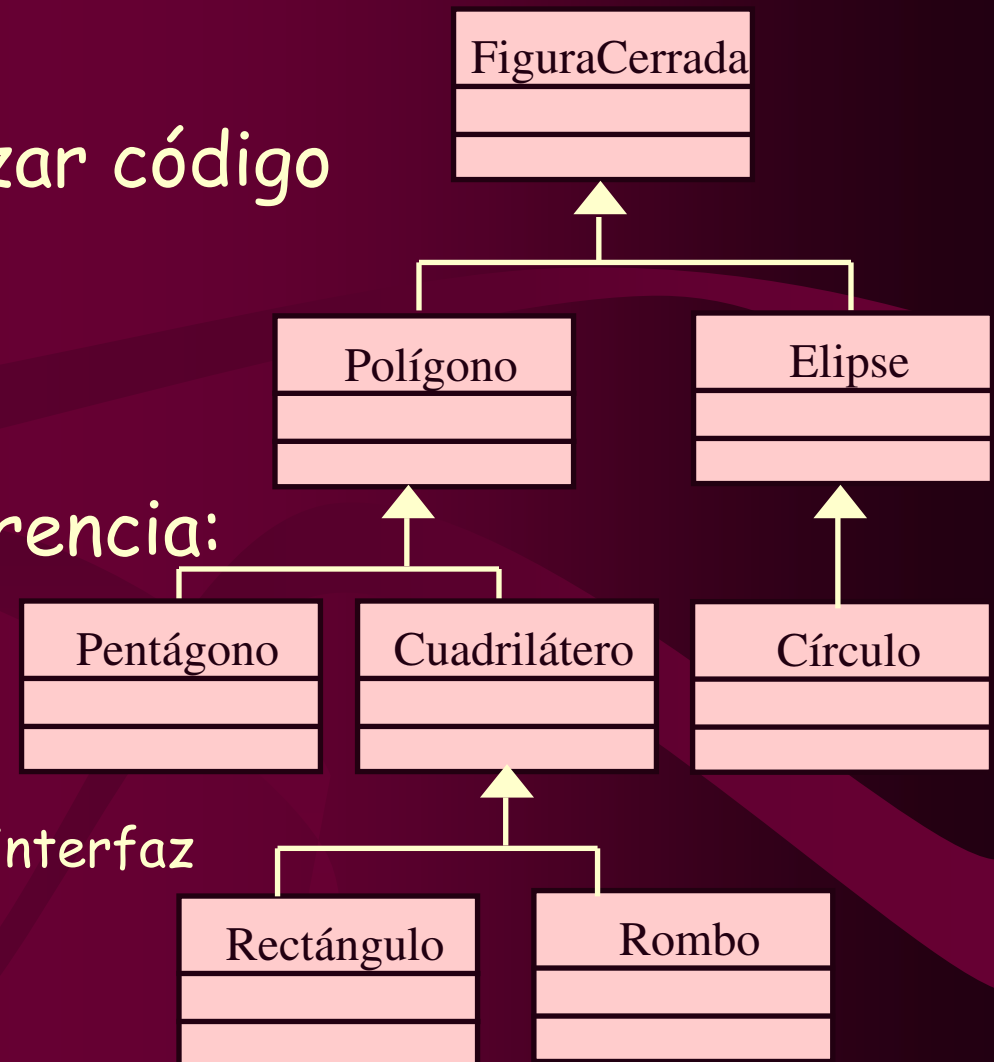 FiguraCerrada
zar código
Polígono
Elipse
rencia:
Pentágono
Cuadrilátero
Círculo
interfaz
Rectángulo
Rombo